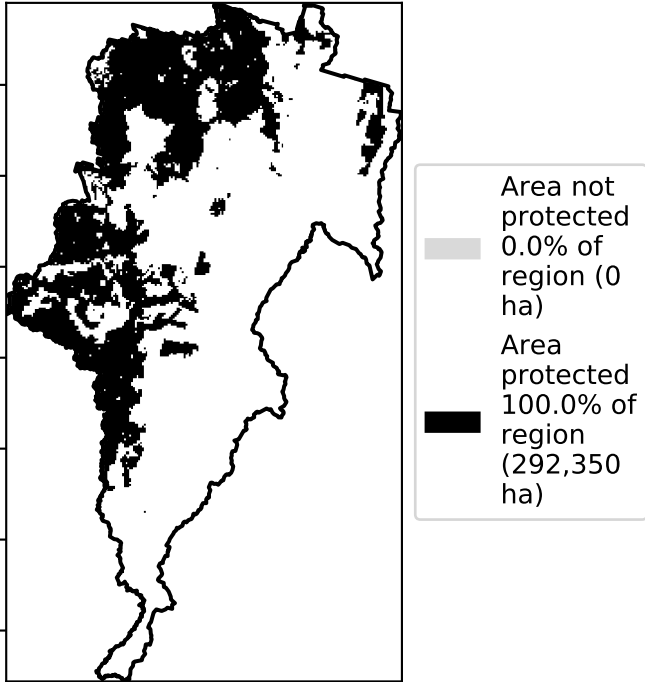 Area not
protected
0.0% of
region (0
ha)
Area
protected
100.0% of
region
(292,350
ha)